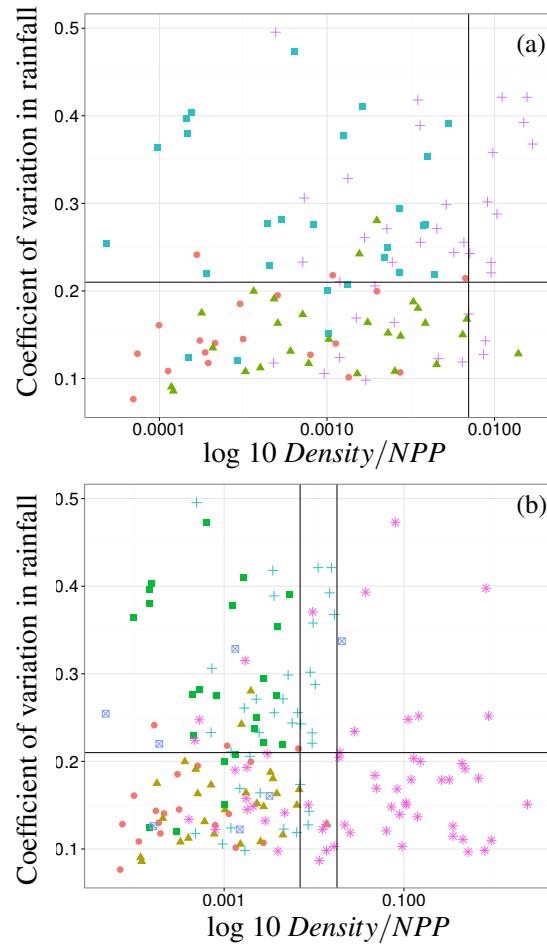 (a)
0.5
0.4
0.3
0.2
0.1
Coefficient of variation in rainfall
0.0001 0.0010 0.0100
log 10 Density/NPP
(b)
0.5
0.4
0.3
0.2
0.1
Coefficient of variation in rainfall
0.001 0.100
log 10 Density/NPP